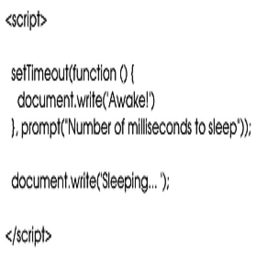 <script>
setTimeout(function () {
document.write('Awake!')
}, prompt("Number of milliseconds to sleep"));
document.write('Sleeping... ');
</script>